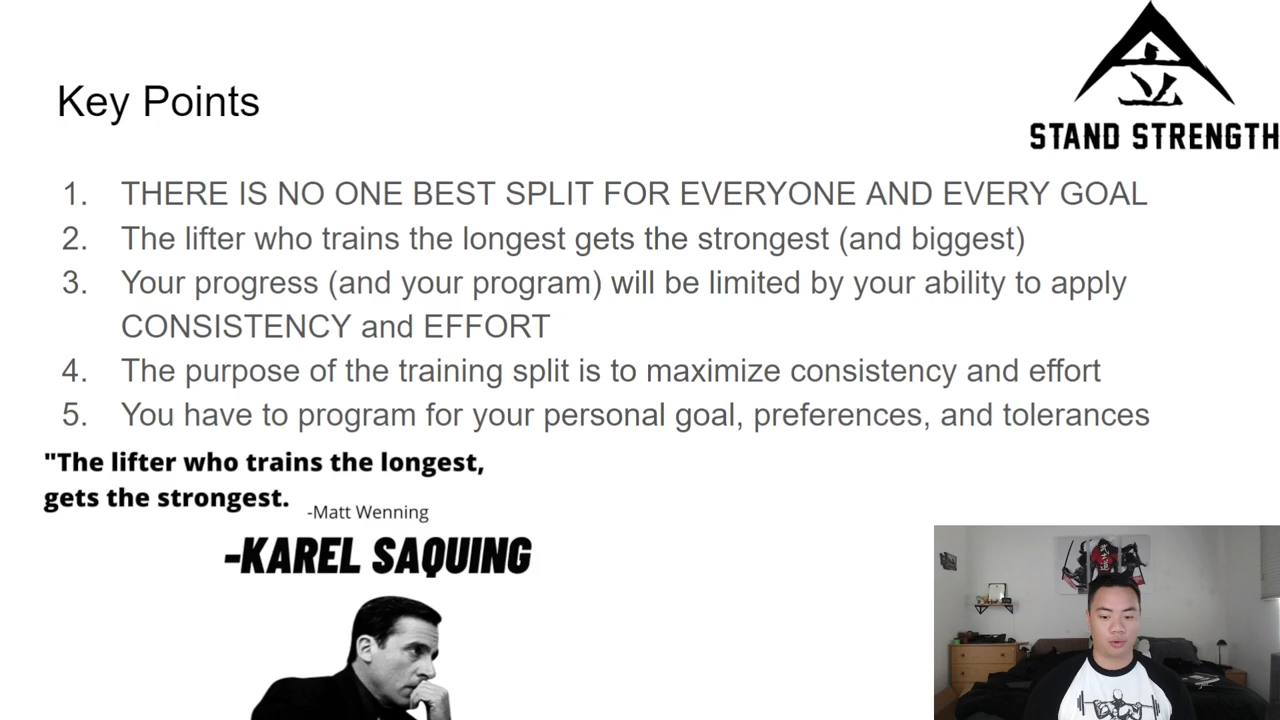 Key Points
立
STAND STRENGTH
1. THERE IS NO ONE BEST SPLIT FOR EVERYONE AND EVERY GOAL
2. The lifter who trains the longest gets the strongest (and biggest)
3. Your progress (and your program) will be limited by your ability to apply
CONSISTENCY and EFFORT
4. The purpose of the training split is to maximize consistency and effort
5. You have to program for your personal goal, preferences, and tolerances
"The lifter who trains the longest,
gets the strongest.
-Matt Wenning
-KAREL SAQUING
武士道